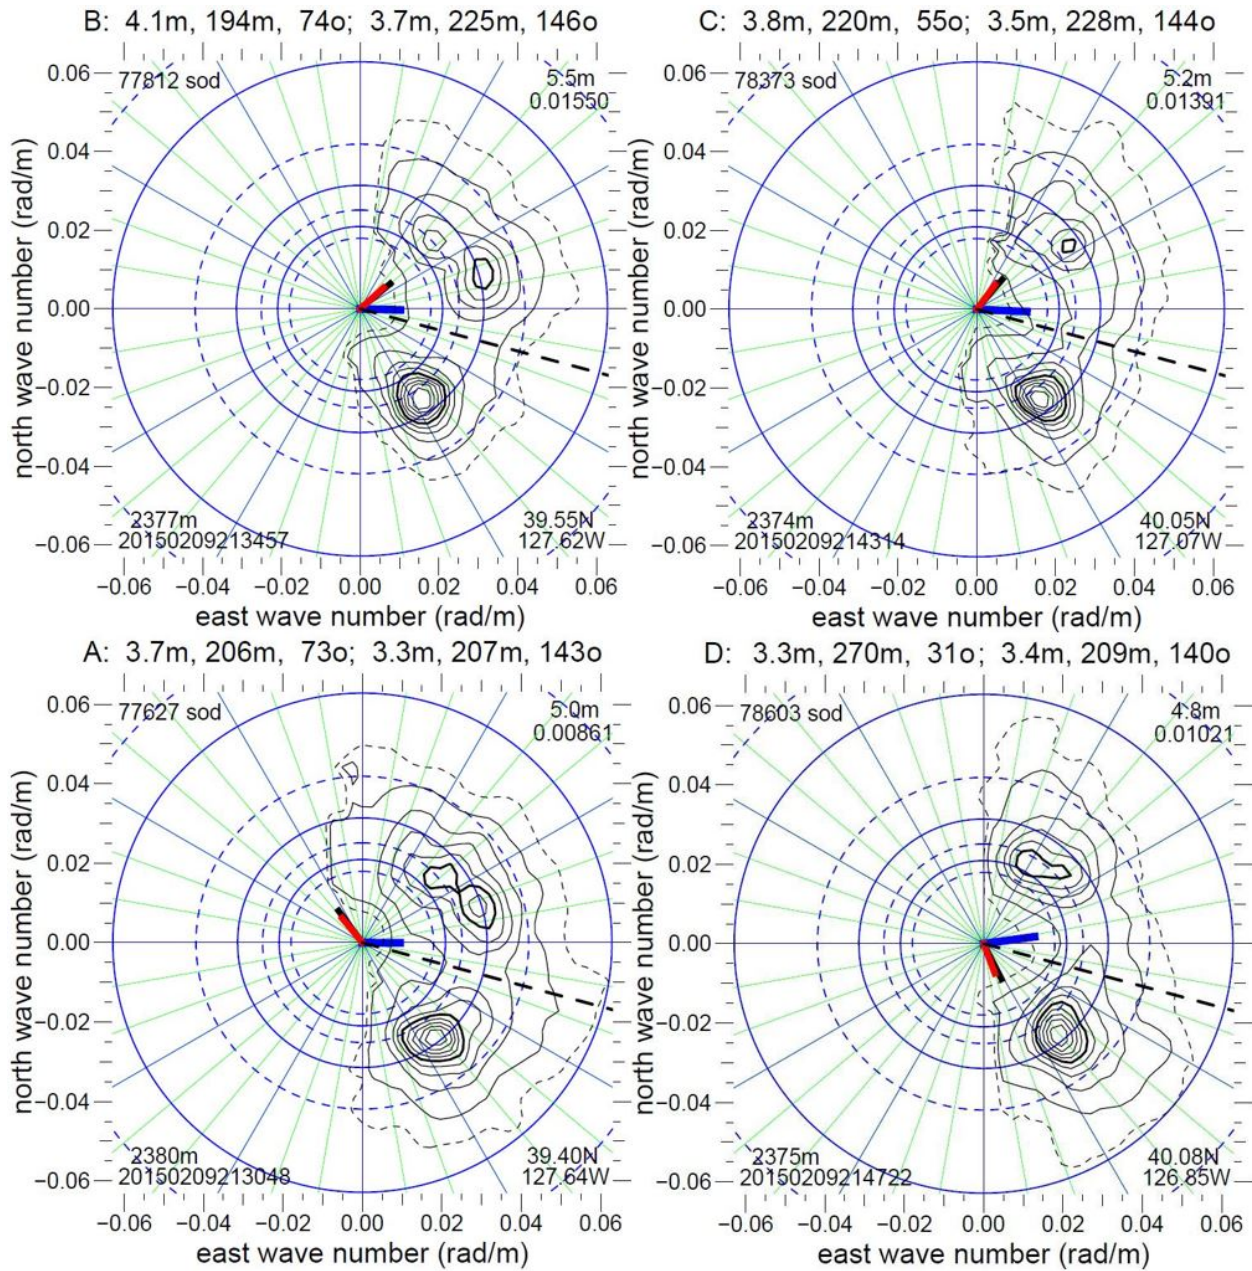 B: 4.1m, 194m, 74o; 3.7m, 225m, 146o
77812 sod
5.5m
0.01550
0.06
0.04
0.02
0.00
−0.02
−0.04
−0.06
north wave number (rad/m)
2377m
20150209213457
39.55N
127.62W
−0.06 −0.04 −0.02 0.00 0.02 0.04 0.06
east wave number (rad/m)
C: 3.8m, 220m, 55o; 3.5m, 228m, 144o
78373 sod
5.2m
0.01391
0.06
0.04
0.02
0.00
−0.02
−0.04
−0.06
north wave number (rad/m)
2374m
20150209214314
40.05N
127.07W
−0.06 −0.04 −0.02 0.00 0.02 0.04 0.06
east wave number (rad/m)
A: 3.7m, 206m, 73o; 3.3m, 207m, 143o
77627 sod
5.0m
0.00861
0.06
0.04
0.02
0.00
−0.02
−0.04
−0.06
north wave number (rad/m)
2380m
20150209213048
39.40N
127.64W
−0.06 −0.04 −0.02 0.00 0.02 0.04 0.06
east wave number (rad/m)
D: 3.3m, 270m, 31o; 3.4m, 209m, 140o
78603 sod
4.8m
0.01021
0.06
0.04
0.02
0.00
−0.02
−0.04
−0.06
north wave number (rad/m)
2375m
20150209214722
40.08N
126.85W
−0.06 −0.04 −0.02 0.00 0.02 0.04 0.06
east wave number (rad/m)